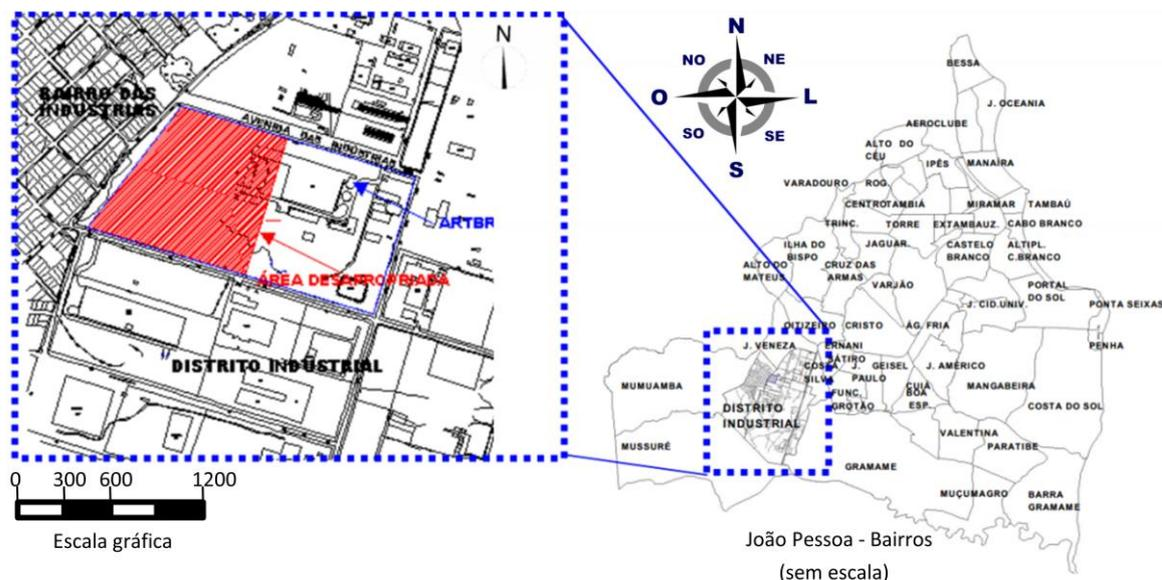 N
BAIRRO DAS
INDUSTRIAS
AVENIDA DAS INDUSTRIAS
ARTBR
ÁREA DESAPROPRIADA
DISTRITO INDUSTRIAL
0 300 600 1200
Escala gráfica
N
NO NE
O L
SO SE
S
BESSA
J. OCEANIA
AEROCLUBE
ALTO DO
CÉU
IPÊS MANAÍRA
VARADOURO ROG.
CENTRO TAMBIÁ MIRAMAR TAMBAÚ
TRINC. TORRE EXTAMBAUZ. CABO BRANCO
ILHA DO
BISPO
JAGUAR.
CASTELO
BRANCO
ALTIPL.
C.BRANCO
ALTO DO
MATEUS
CRUZ DAS
ARMAS
VARJÃO
PORTAL
DO SOL
J. CID.UNIV.
PONTA SEIXAS
OITIZEIRO CRISTO ÁG. FRIA
PENHA
J. VENEZA
ERNANI
SÁTIRO
COSTA
SILVA
J.
PAULO
GEISEL
J. AMÉRICO
MUMUAMBA
CUIÁ
BOA
ESP.
MANGABEIRA
FUNC.
GROTÃO
COSTA DO SOL
DISTRITO
INDUSTRIAL
MUSSURÉ
VALENTINA
PARATIBE
GRAMAME
MUÇUMAGRO
BARRA
GRAMAME
João Pessoa - Bairros
(sem escala)